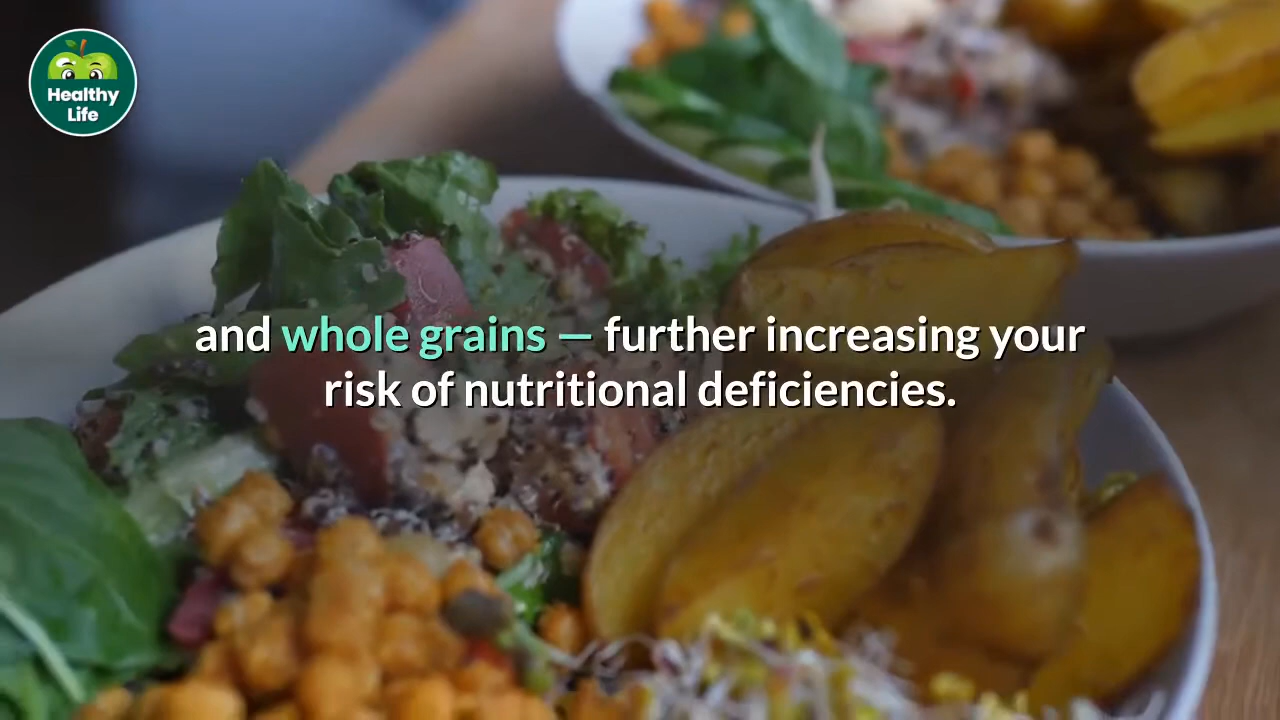 Healthy
Life
and whole grains — further increasing your
risk of nutritional deficiencies.